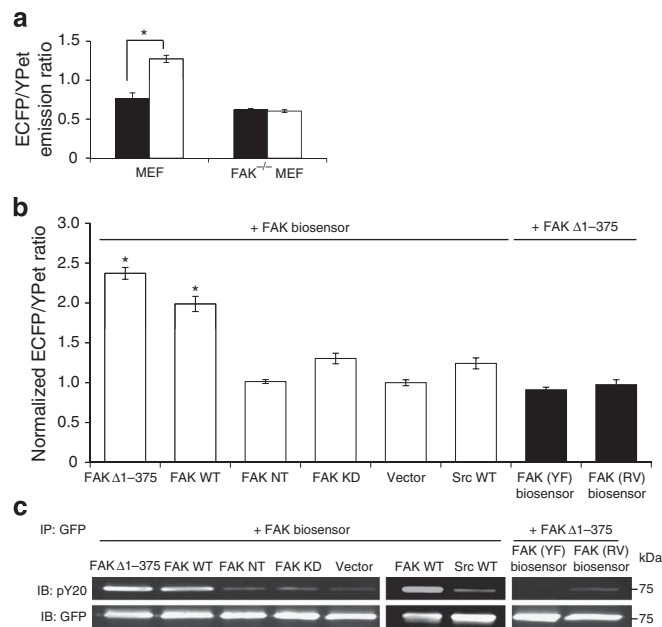 a
ECFP/YPet
emission ratio
1.5
1.0
0.5
0
*
MEF
FAK−/− MEF
b
Normalized ECFP/YPet ratio
3.0
2.5
2.0
1.5
1.0
0.5
0
+ FAK biosensor
+ FAK Δ1–375
*
*
FAK Δ1–375
FAK WT
FAK NT
FAK KD
Vector
Src WT
FAK (YF)
biosensor
FAK (RV)
biosensor
c
IP: GFP
+ FAK biosensor
+ FAK Δ1–375
FAK Δ1–375 FAK WT FAK NT FAK KD Vector FAK WT Src WT
FAK (YF)
biosensor
FAK (RV)
biosensor
kDa
IB: pY20
75
IB: GFP
75